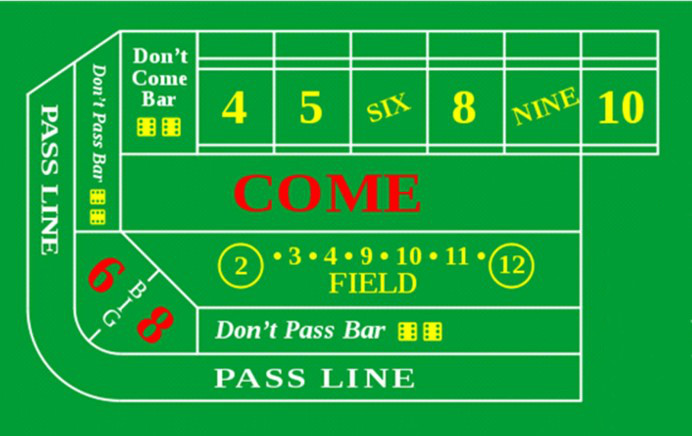 Don't
Come
Bar
4 5 SIX 8 NINE 10
Don't Pass Bar
PASS LINE
COME
2 • 3 • 4 • 9 • 10 • 11 • 12
FIELD
6 BIG 8
Don't Pass Bar
PASS LINE